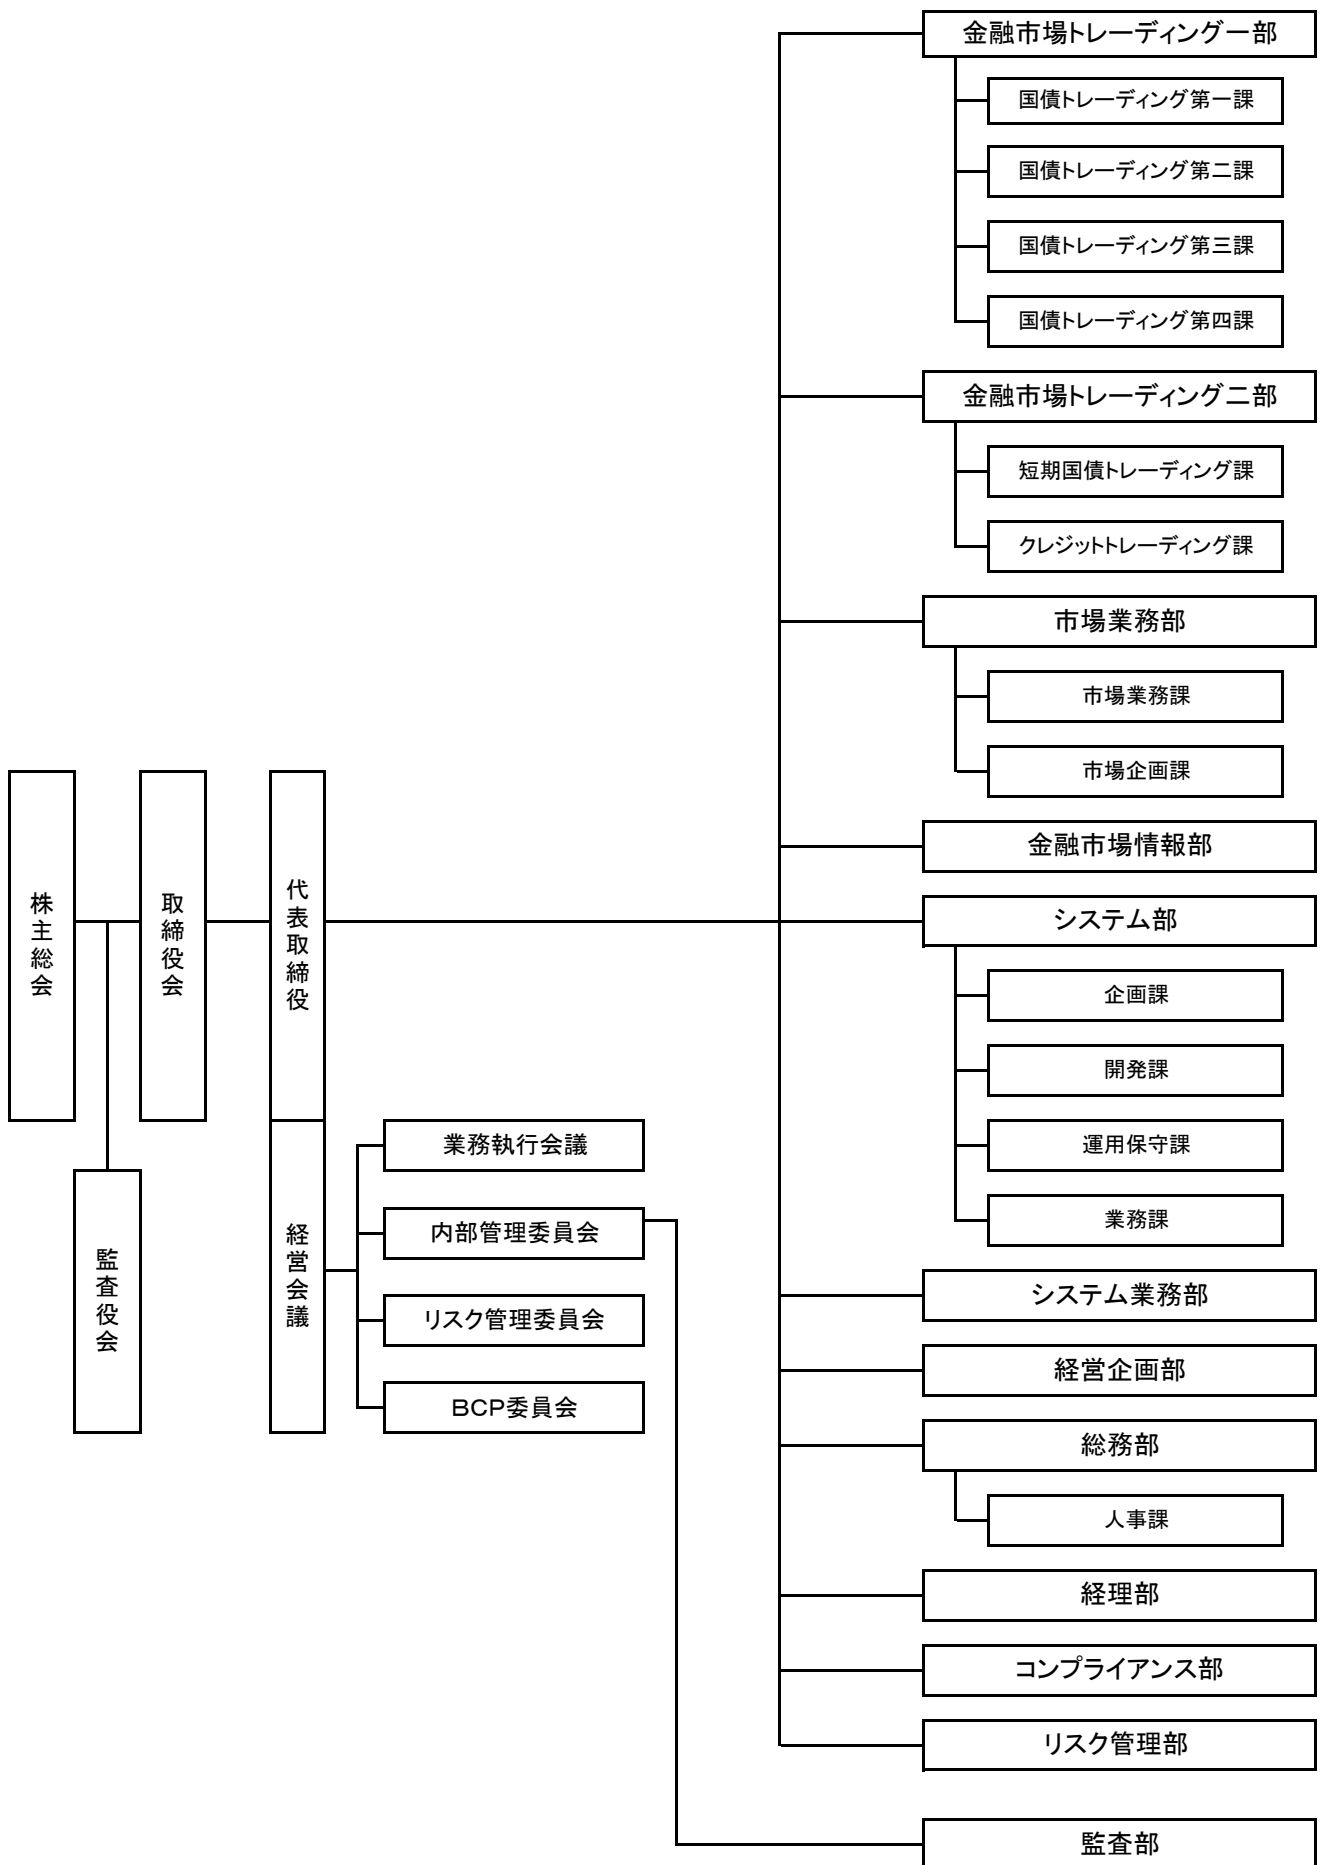 株主総会
監査役会
取締役会
代表取締役
経営会議
業務執行会議
内部管理委員会
リスク管理委員会
BCP委員会
金融市場トレーディング一部
国債トレーディング第一課
国債トレーディング第二課
国債トレーディング第三課
国債トレーディング第四課
金融市場トレーディング二部
短期国債トレーディング課
クレジットトレーディング課
市場業務部
市場業務課
市場企画課
金融市場情報部
システム部
企画課
開発課
運用保守課
業務課
システム業務部
経営企画部
総務部
人事課
経理部
コンプライアンス部
リスク管理部
監査部